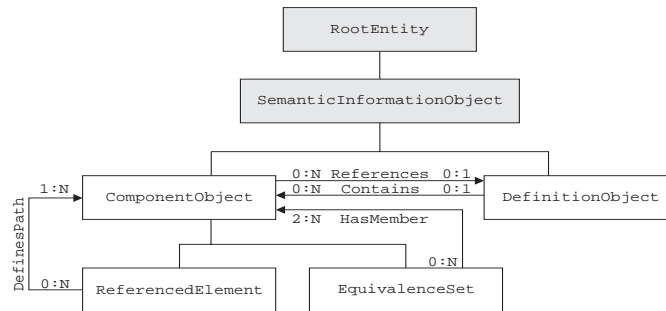 RootEntity
SemanticInformationObject
0:N References 0:1
1:N
0:N Contains 0:1
ComponentObject
DefinitionObject
2:N HasMember
DefinesPath
0:N
0:N
ReferencedElement
EquivalenceSet